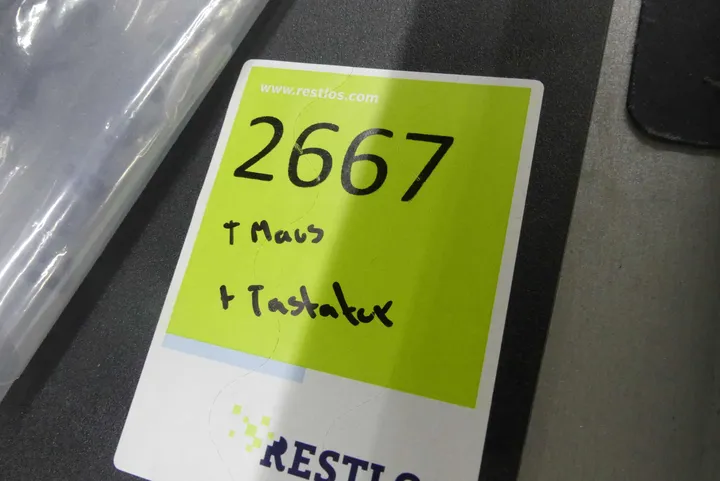 www.restlos.com
2667
+ Maus
+ Tastatur
RESTLOS